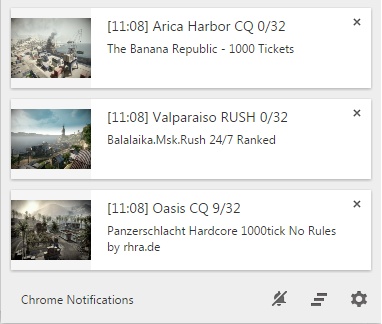 [11:08] Arica Harbor CQ 0/32
The Banana Republic - 1000 Tickets
[11:08] Valparaiso RUSH 0/32
Balalaika.Msk.Rush 24/7 Ranked
[11:08] Oasis CQ 9/32
Panzerschlacht Hardcore 1000tick No Rules
by rhra.de
Chrome Notifications